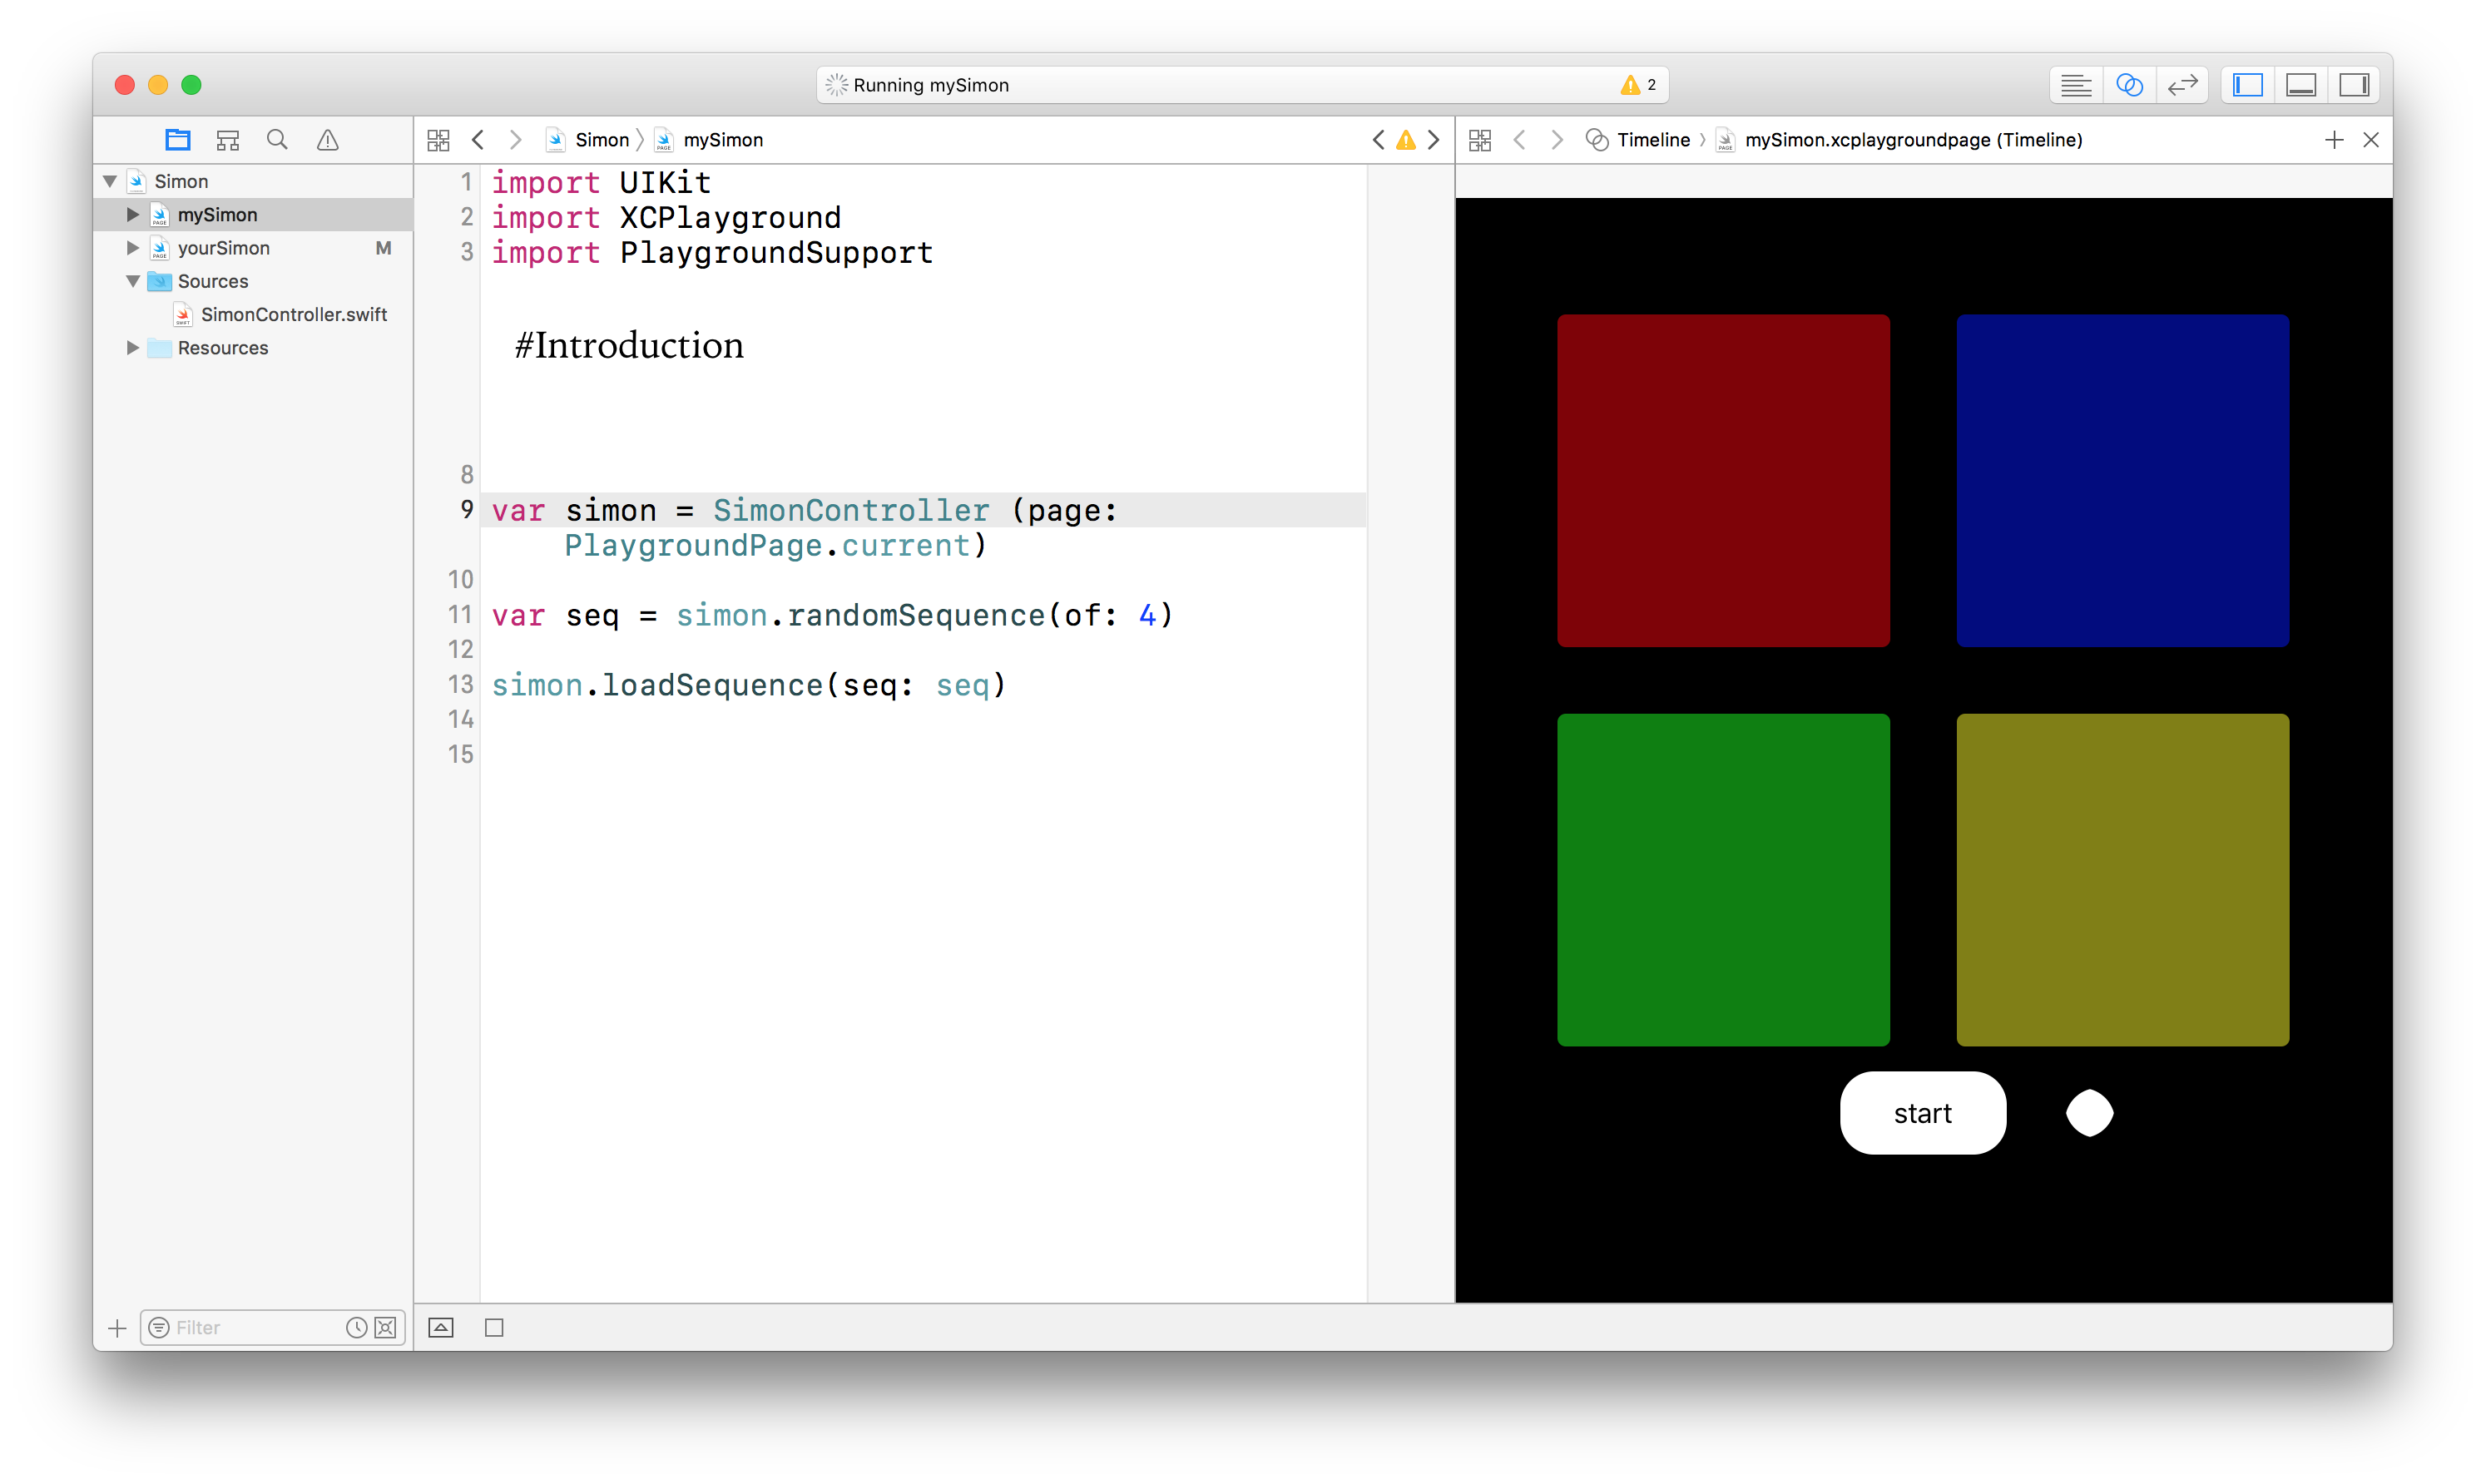 Running mySimon 2
Simon mySimon
Timeline mySimon.xcplaygroundpage (Timeline)
Simon
mySimon
yourSimon M
Sources
SimonController.swift
Resources
1 import UIKit
2 import XCPlayground
3 import PlaygroundSupport
#Introduction
8
9 var simon = SimonController (page:
PlaygroundPage.current)
10
11 var seq = simon.randomSequence(of: 4)
12
13 simon.loadSequence(seq: seq)
14
15
start
Filter